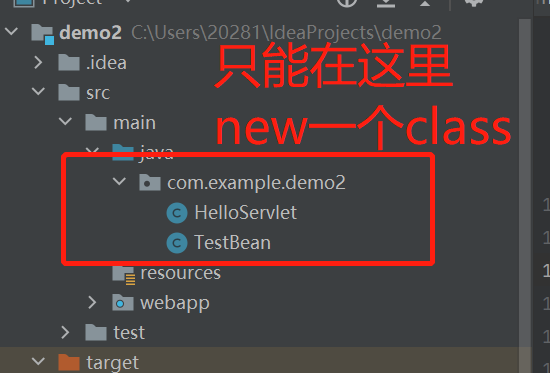 Project
demo2 C:\Users\20281\IdeaProjects\demo2
.idea
只能在这里
src
main
new一个class
java
com.example.demo2
HelloServlet
TestBean
resources
webapp
test
target